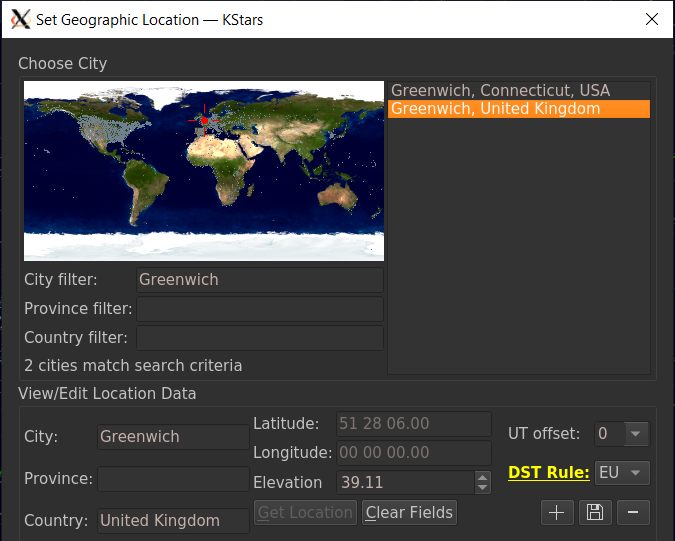 Set Geographic Location — KStars
Choose City
Greenwich, Connecticut, USA
Greenwich, United Kingdom
City filter: Greenwich
Province filter:
Country filter:
2 cities match search criteria
View/Edit Location Data
City: Greenwich
Province:
Country: United Kingdom
Latitude: 51 28 06.00
Longitude: 00 00 00.00
Elevation 39.11
Get Location Clear Fields
UT offset: 0
DST Rule: EU